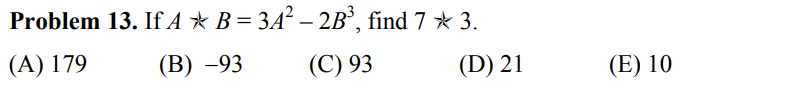 Problem 13. If A ☆ B = 3A² – 2B³, find 7 ☆ 3.
(A) 179 (B) –93 (C) 93 (D) 21 (E) 10